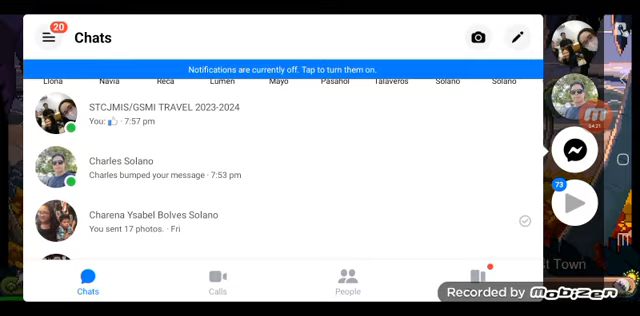 20
Chats
Notifications are currently off. Tap to turn them on.
Llona Navia Reca Lumen Mayo Pasahol Talaveros Solano Solano
STCJMIS/GSMI TRAVEL 2023-2024
You: 👍 · 7:57 pm
Charles Solano
Charles bumped your message · 7:53 pm
Charena Ysabel Bolves Solano
You sent 17 photos. · Fri
Chats
Calls
People
04:21
73
t Town
Recorded by Mobizen